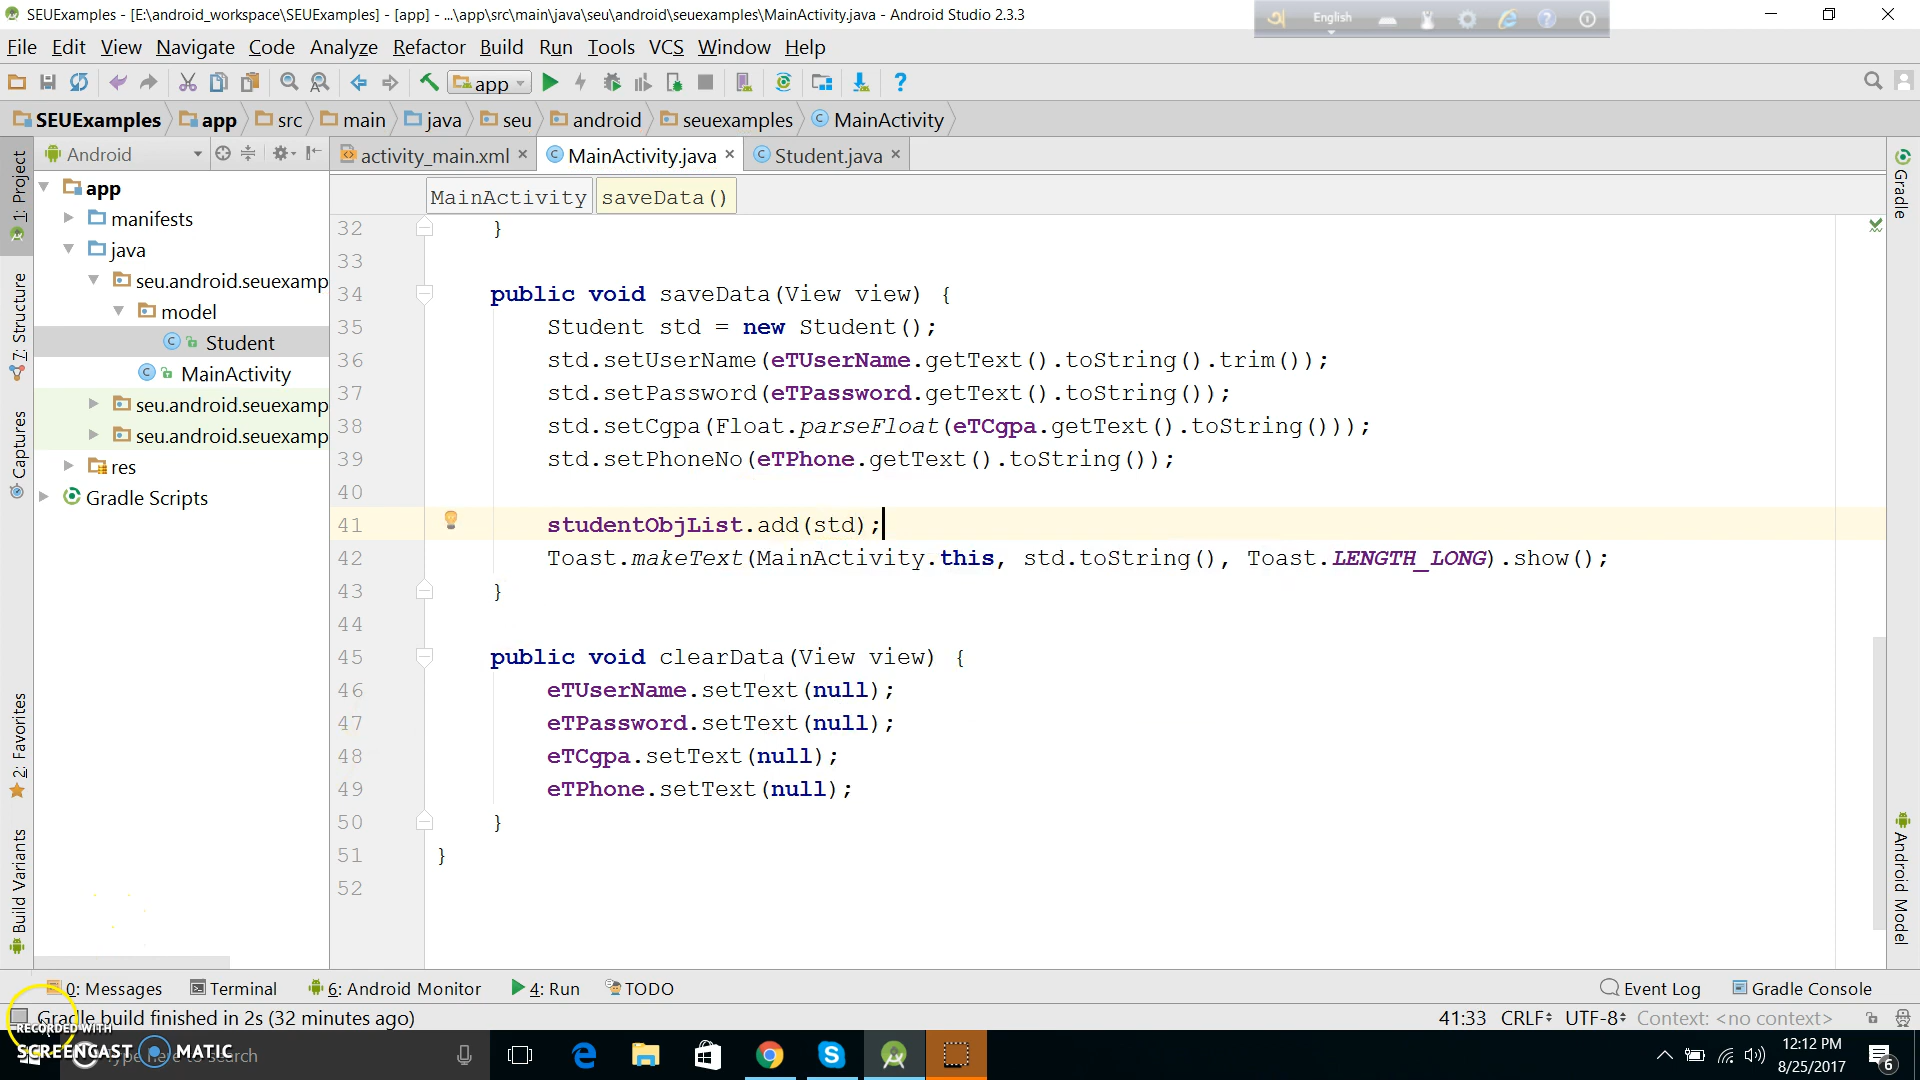 SEUExamples - [E:\android_workspace\SEUExamples] - [app] - ...\app\src\main\java\seu\android\seuexamples\MainActivity.java - Android Studio 2.3.3
English
File Edit View Navigate Code Analyze Refactor Build Run Tools VCS Window Help
app
SEUExamples app src main java seu android seuexamples MainActivity
Android
activity_main.xml MainActivity.java Student.java
MainActivity saveData()
1: Project
7: Structure
Captures
2: Favorites
Build Variants
app
manifests
java
seu.android.seuexamp
model
Student
MainActivity
seu.android.seuexamp
seu.android.seuexamp
res
Gradle Scripts
32 }
33
34 public void saveData(View view) {
35 Student std = new Student();
36 std.setUserName(eTUserName.getText().toString().trim());
37 std.setPassword(eTPassword.getText().toString());
38 std.setCgpa(Float.parseFloat(eTCgpa.getText().toString()));
39 std.setPhoneNo(eTPhone.getText().toString());
40
41 studentObjList.add(std);
42 Toast.makeText(MainActivity.this, std.toString(), Toast.LENGTH_LONG).show();
43 }
44
45 public void clearData(View view) {
46 eTUserName.setText(null);
47 eTPassword.setText(null);
48 eTCgpa.setText(null);
49 eTPhone.setText(null);
50 }
51 }
52
Gradle
Android Model
0: Messages Terminal 6: Android Monitor 4: Run TODO Event Log Gradle Console
Gradle build finished in 2s (32 minutes ago) 41:33 CRLF UTF-8 Context: <no context>
RECORDED WITH
SCREENCAST MATIC
Type here to search
12:12 PM
8/25/2017
6